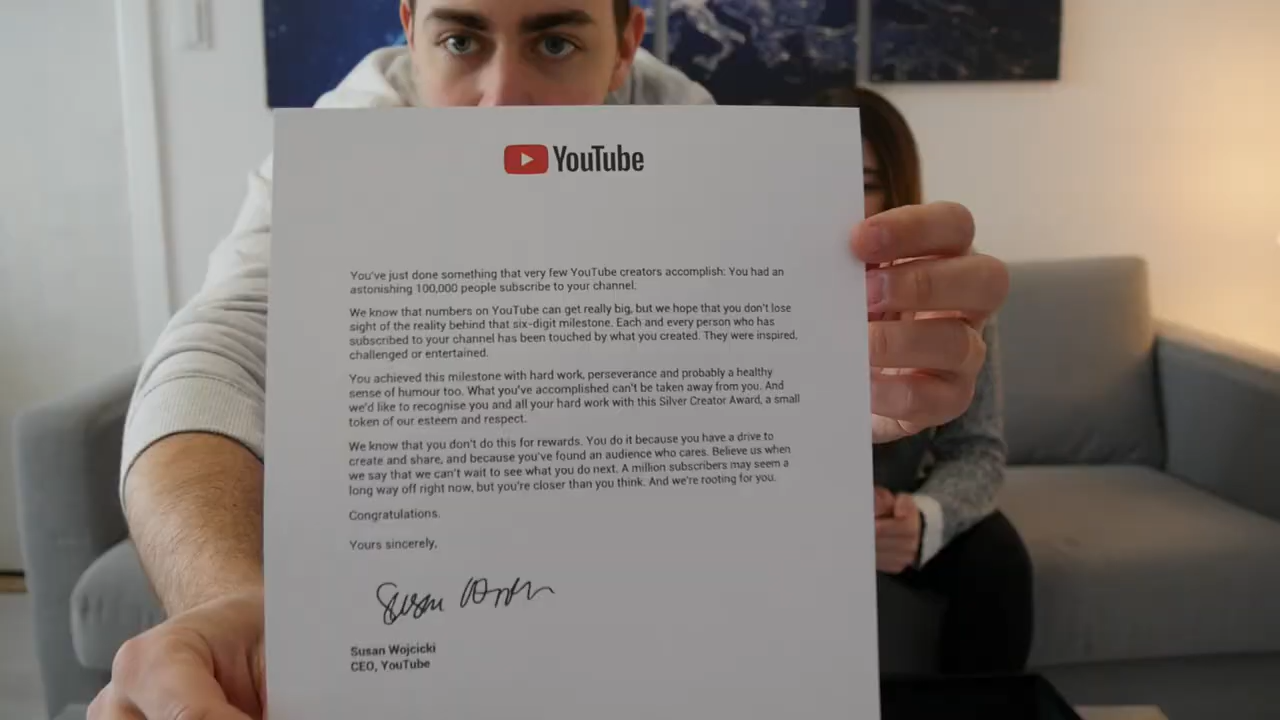 YouTube
You've just done something that very few YouTube creators accomplish: You had an
astonishing 100,000 people subscribe to your channel.
We know that numbers on YouTube can get really big, but we hope that you don't lose
sight of the reality behind that six-digit milestone. Each and every person who has
subscribed to your channel has been touched by what you created. They were inspired,
challenged or entertained.
You achieved this milestone with hard work, perseverance and probably a healthy
sense of humour too. What you've accomplished can't be taken away from you. And
we'd like to recognise you and all your hard work with this Silver Creator Award, a small
token of our esteem and respect.
We know that you don't do this for rewards. You do it because you have a drive to
create and share, and because you've found an audience who cares. Believe us when
we say that we can't wait to see what you do next. A million subscribers may seem a
long way off right now, but you're closer than you think. And we're rooting for you.
Congratulations.
Yours sincerely,
Susan Wojcicki
CEO, YouTube